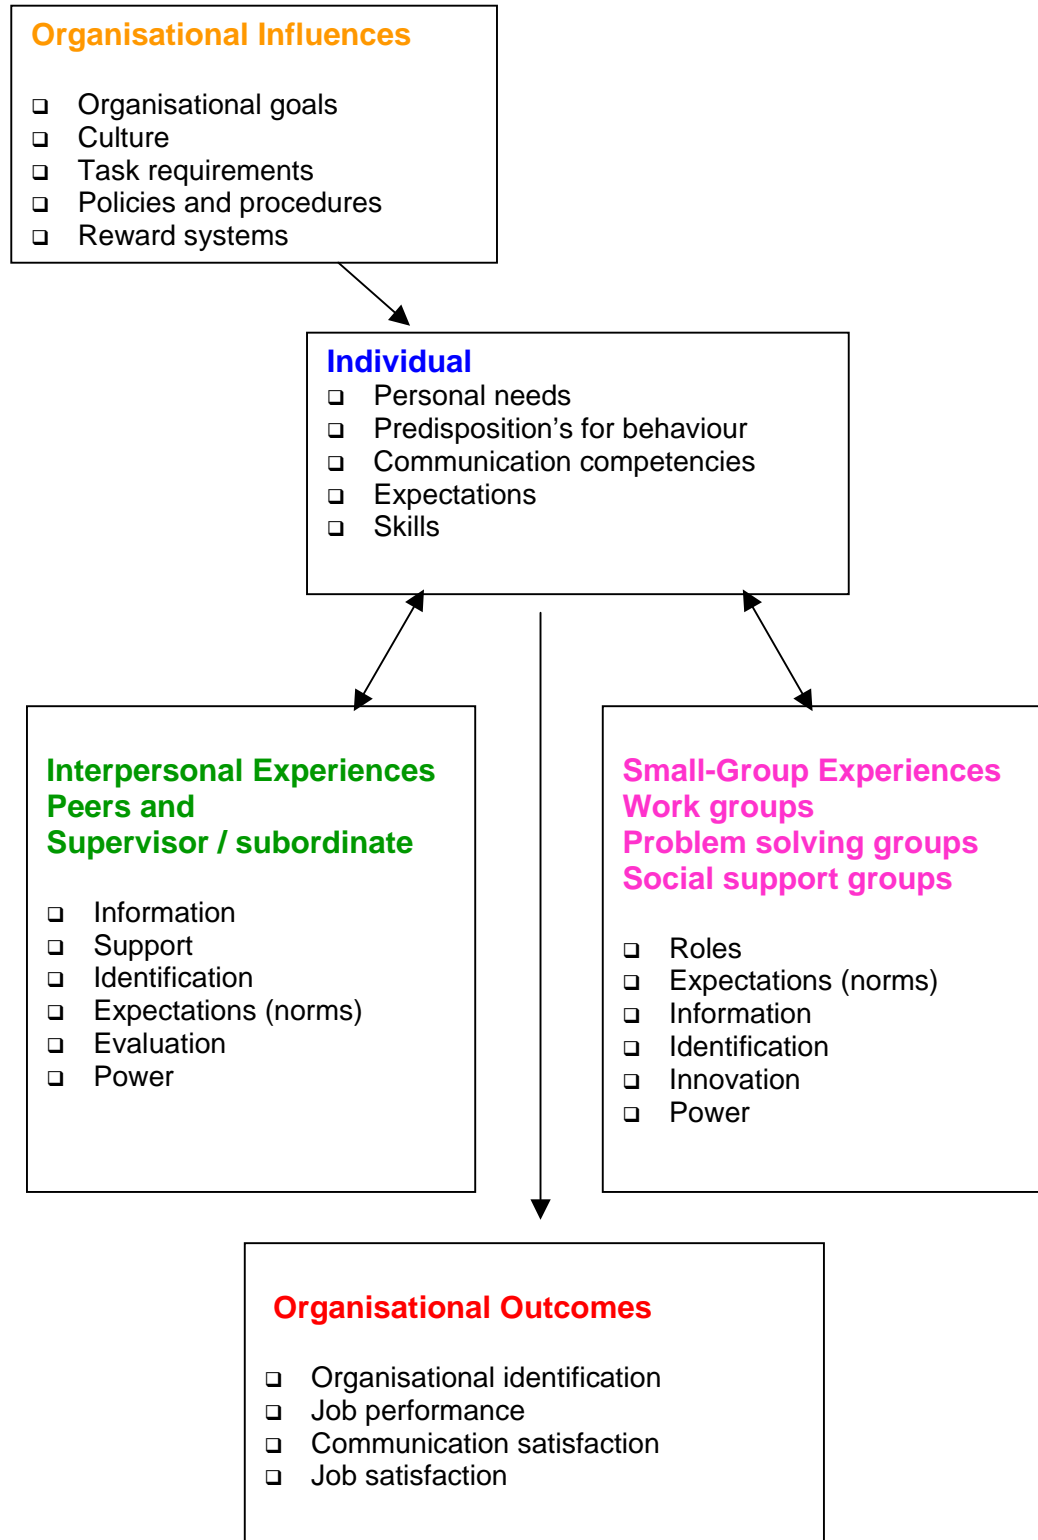 Organisational Influences
❑ Organisational goals
❑ Culture
❑ Task requirements
❑ Policies and procedures
❑ Reward systems
Individual
❑ Personal needs
❑ Predisposition’s for behaviour
❑ Communication competencies
❑ Expectations
❑ Skills
Interpersonal Experiences
Peers and
Supervisor / subordinate
❑ Information
❑ Support
❑ Identification
❑ Expectations (norms)
❑ Evaluation
❑ Power
Small-Group Experiences
Work groups
Problem solving groups
Social support groups
❑ Roles
❑ Expectations (norms)
❑ Information
❑ Identification
❑ Innovation
❑ Power
Organisational Outcomes
❑ Organisational identification
❑ Job performance
❑ Communication satisfaction
❑ Job satisfaction